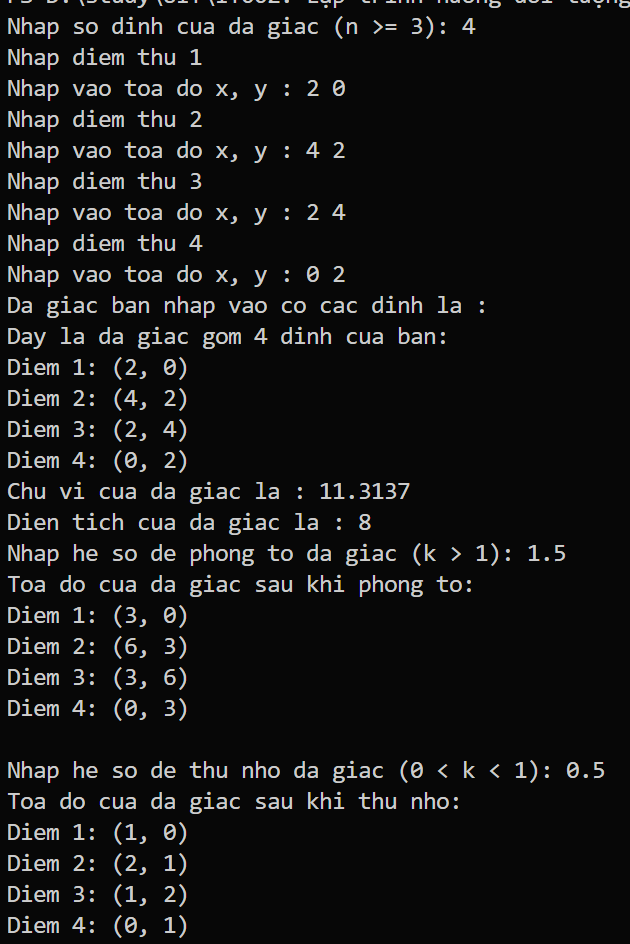 Nhap so dinh cua da giac (n >= 3): 4
Nhap diem thu 1
Nhap vao toa do x, y : 2 0
Nhap diem thu 2
Nhap vao toa do x, y : 4 2
Nhap diem thu 3
Nhap vao toa do x, y : 2 4
Nhap diem thu 4
Nhap vao toa do x, y : 0 2
Da giac ban nhap vao co cac dinh la :
Day la da giac gom 4 dinh cua ban:
Diem 1: (2, 0)
Diem 2: (4, 2)
Diem 3: (2, 4)
Diem 4: (0, 2)
Chu vi cua da giac la : 11.3137
Dien tich cua da giac la : 8
Nhap he so de phong to da giac (k > 1): 1.5
Toa do cua da giac sau khi phong to:
Diem 1: (3, 0)
Diem 2: (6, 3)
Diem 3: (3, 6)
Diem 4: (0, 3)
Nhap he so de thu nho da giac (0 < k < 1): 0.5
Toa do cua da giac sau khi thu nho:
Diem 1: (1, 0)
Diem 2: (2, 1)
Diem 3: (1, 2)
Diem 4: (0, 1)